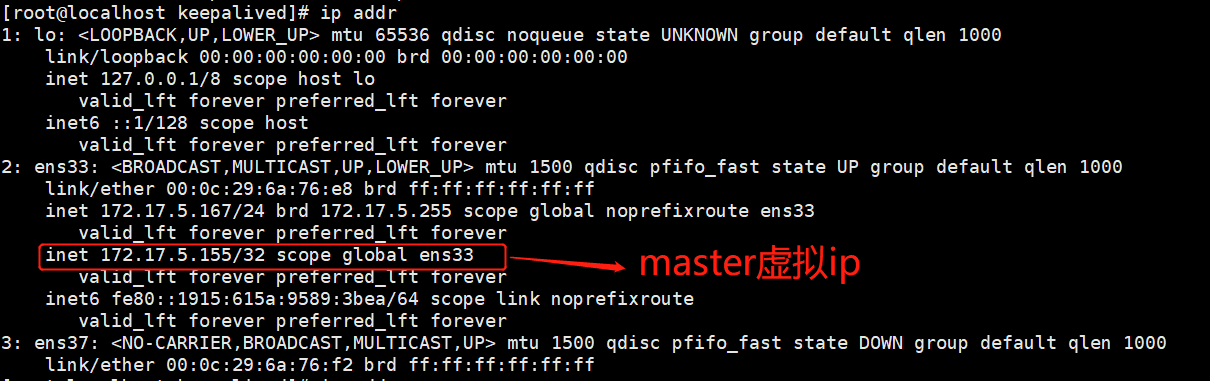 [root@localhost keepalived]# ip addr
1: lo: <LOOPBACK,UP,LOWER_UP> mtu 65536 qdisc noqueue state UNKNOWN group default qlen 1000
link/loopback 00:00:00:00:00:00 brd 00:00:00:00:00:00
inet 127.0.0.1/8 scope host lo
valid_lft forever preferred_lft forever
inet6 ::1/128 scope host
valid_lft forever preferred_lft forever
2: ens33: <BROADCAST,MULTICAST,UP,LOWER_UP> mtu 1500 qdisc pfifo_fast state UP group default qlen 1000
link/ether 00:0c:29:6a:76:e8 brd ff:ff:ff:ff:ff:ff
inet 172.17.5.167/24 brd 172.17.5.255 scope global noprefixroute ens33
valid_lft forever preferred_lft forever
inet 172.17.5.155/32 scope global ens33
master虚拟ip
valid_lft forever preferred_lft forever
inet6 fe80::1915:615a:9589:3bea/64 scope link noprefixroute
valid_lft forever preferred_lft forever
3: ens37: <NO-CARRIER,BROADCAST,MULTICAST,UP> mtu 1500 qdisc pfifo_fast state DOWN group default qlen 1000
link/ether 00:0c:29:6a:76:f2 brd ff:ff:ff:ff:ff:ff